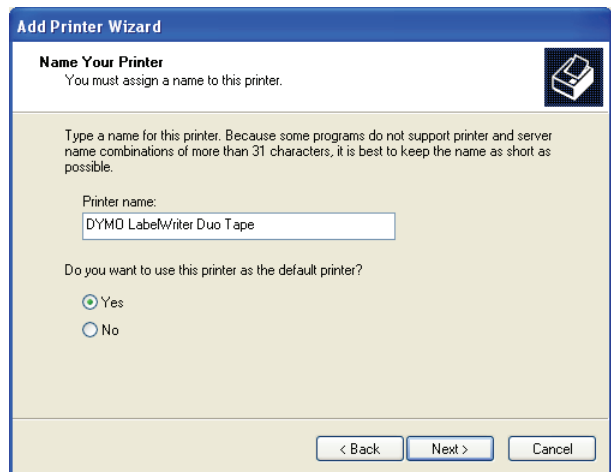 Add Printer Wizard
Name Your Printer
You must assign a name to this printer.
Type a name for this printer. Because some programs do not support printer and server
name combinations of more than 31 characters, it is best to keep the name as short as
possible.
Printer name:
DYMO LabelWriter Duo Tape
Do you want to use this printer as the default printer?
Yes
No
< Back Next > Cancel